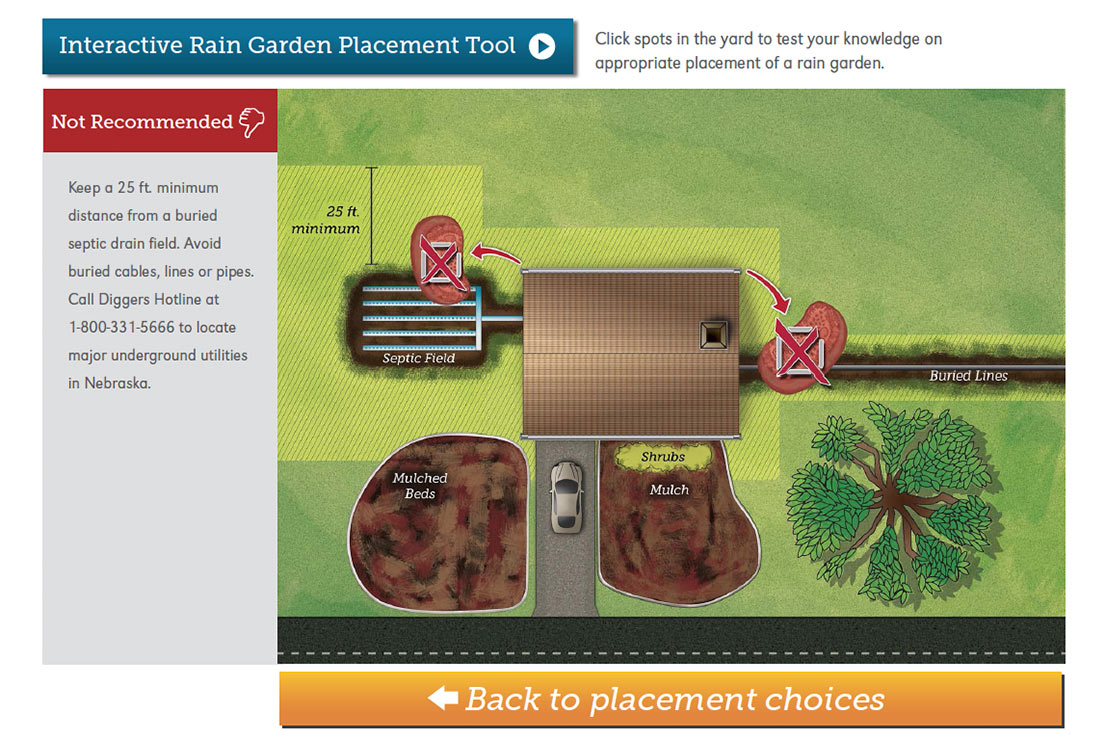 Interactive Rain Garden Placement Tool
Click spots in the yard to test your knowledge on
appropriate placement of a rain garden.
Not Recommended
Keep a 25 ft. minimum
distance from a buried
septic drain field. Avoid
buried cables, lines or pipes.
Call Diggers Hotline at
1-800-331-5666 to locate
major underground utilities
in Nebraska.
25 ft.
minimum
Septic Field
Buried Lines
Mulched
Beds
Shrubs
Mulch
Back to placement choices